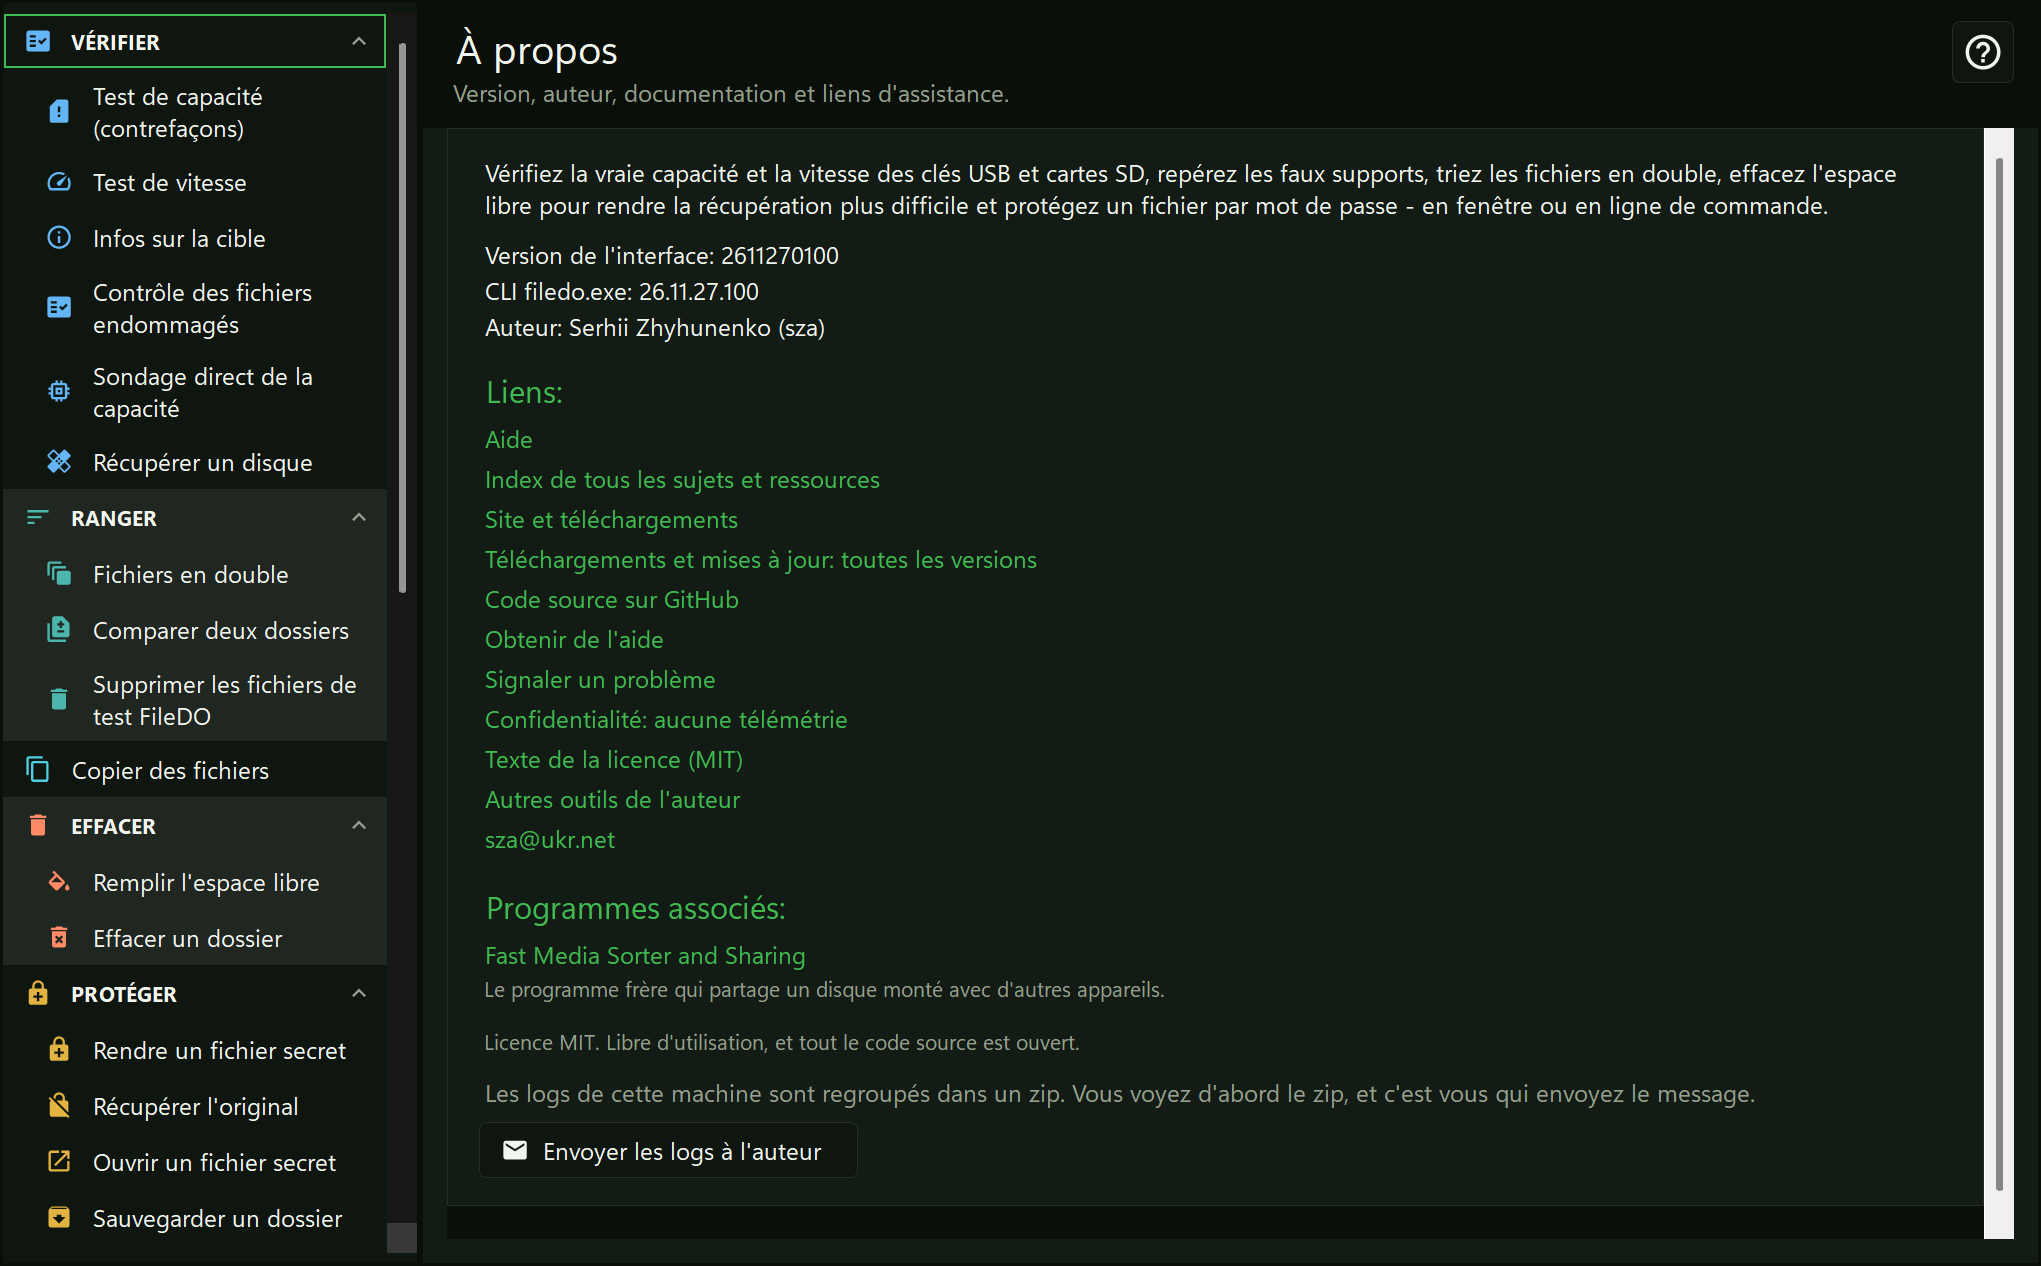 VÉRIFIER
Test de capacité
(contrefaçons)
Test de vitesse
Infos sur la cible
Contrôle des fichiers
endommagés
Sondage direct de la
capacité
Récupérer un disque
RANGER
Fichiers en double
Comparer deux dossiers
Supprimer les fichiers de
test FileDO
Copier des fichiers
EFFACER
Remplir l'espace libre
Effacer un dossier
PROTÉGER
Rendre un fichier secret
Récupérer l'original
Ouvrir un fichier secret
Sauvegarder un dossier
À propos
Version, auteur, documentation et liens d'assistance.
Vérifiez la vraie capacité et la vitesse des clés USB et cartes SD, repérez les faux supports, triez les fichiers en double, effacez l'espace
libre pour rendre la récupération plus difficile et protégez un fichier par mot de passe - en fenêtre ou en ligne de commande.
Version de l'interface: 2611270100
CLI filedo.exe: 26.11.27.100
Auteur: Serhii Zhyhunenko (sza)
Liens:
Aide
Index de tous les sujets et ressources
Site et téléchargements
Téléchargements et mises à jour: toutes les versions
Code source sur GitHub
Obtenir de l'aide
Signaler un problème
Confidentialité: aucune télémétrie
Texte de la licence (MIT)
Autres outils de l'auteur
sza@ukr.net
Programmes associés:
Fast Media Sorter and Sharing
Le programme frère qui partage un disque monté avec d'autres appareils.
Licence MIT. Libre d'utilisation, et tout le code source est ouvert.
Les logs de cette machine sont regroupés dans un zip. Vous voyez d'abord le zip, et c'est vous qui envoyez le message.
Envoyer les logs à l'auteur